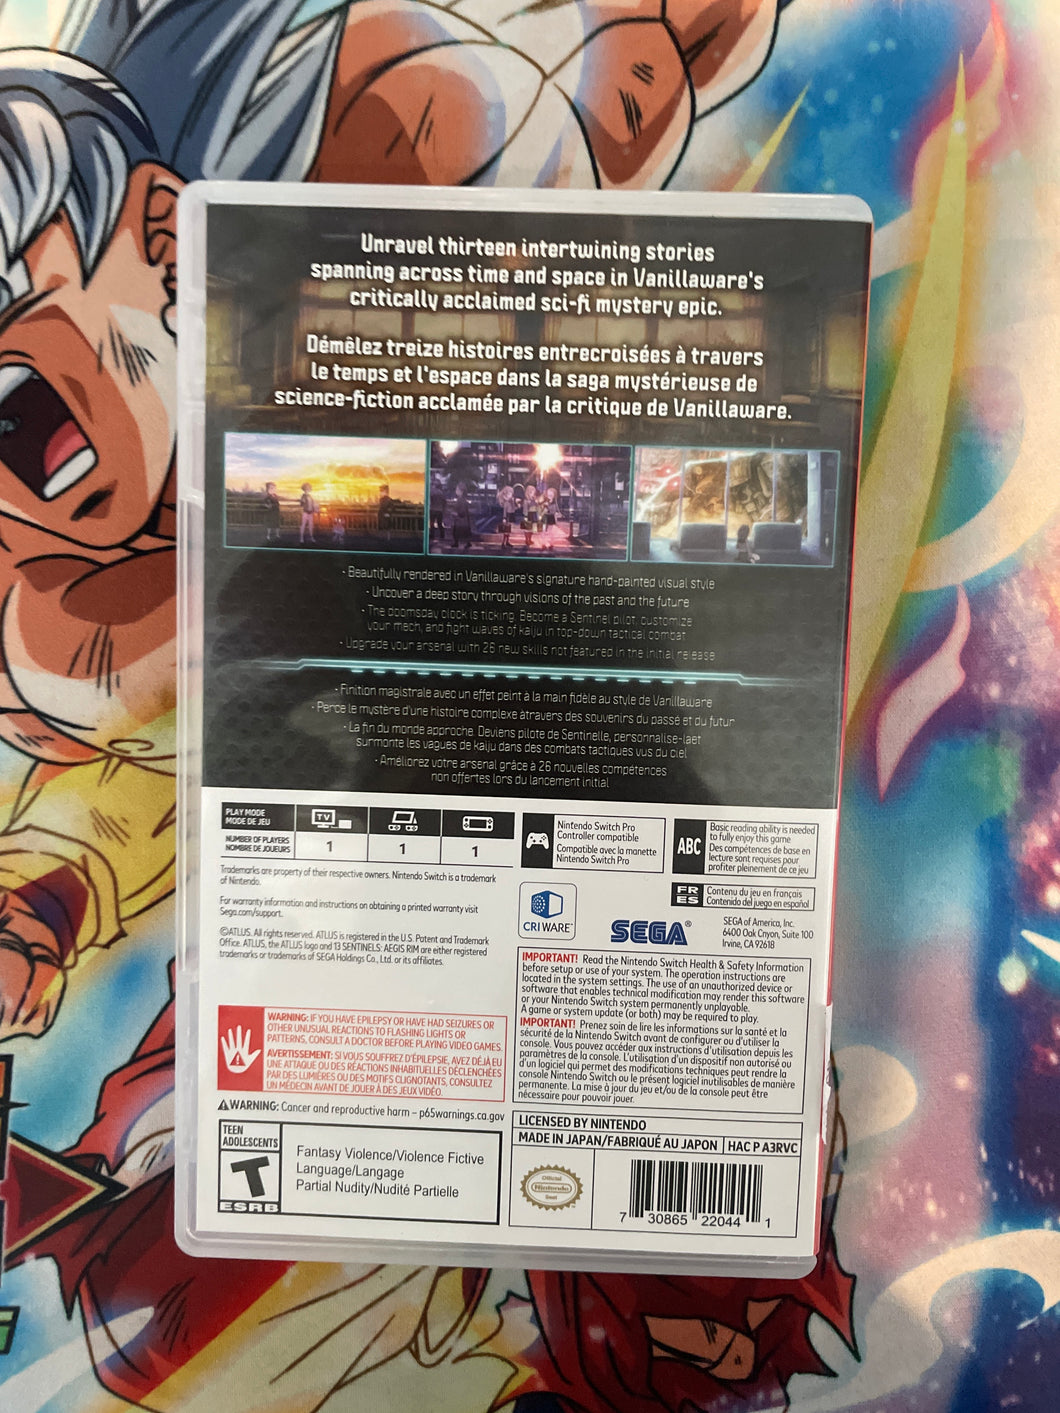 Unravel thirteen intertwining stories
spanning across time and space in Vanillaware's
critically acclaimed sci-fi mystery epic.
Démêlez treize histoires entrecroisées à travers
le temps et l'espace dans la saga mystérieuse de
science-fiction acclamée par la critique de Vanillaware.
· Beautifully rendered in Vanillaware's signature hand-painted visual style
· Uncover a deep story through visions of the past and the future
· The doomsday clock is ticking. Become a Sentinel pilot, customize
your mech, and fight waves of kaiju in top-down tactical combat
· Upgrade your arsenal with 26 new skills not featured in the initial release
· Finition magistrale avec un effet peint à la main fidèle au style de Vanillaware
· Perce le mystère d'une histoire complexe àtravers des souvenirs du passé et du futur
· La fin du monde approche. Deviens pilote de Sentinelle, personnalise-laet
surmonte les vagues de kaiju dans des combats tactiques vus du ciel
· Améliorez votre arsenal grâce à 26 nouvelles compétences
non offertes lors du lancement initial
PLAY MODE
MODE DE JEU
TV
NUMBER OF PLAYERS
NOMBRE DE JOUEURS
1 1 1
Nintendo Switch Pro
Controller compatible
Compatible avec la manette
Nintendo Switch Pro
ABC
Basic reading ability is needed
to fully enjoy this game
Des compétences de base en
lecture sont requises pour
profiter pleinement de ce jeu
FR
ES
Contenu du jeu en français
Contenido del juego en español
Trademarks are property of their respective owners. Nintendo Switch is a trademark
of Nintendo.
For warranty information and instructions on obtaining a printed warranty visit
Sega.com/support.
©ATLUS. All rights reserved. ATLUS is registered in the U.S. Patent and Trademark
Office. ATLUS, the ATLUS logo and 13 SENTINELS: AEGIS RIM are either registered
trademarks or trademarks of SEGA Holdings Co., Ltd. or its affiliates.
CRIWARE
SEGA®
SEGA of America, Inc.
6400 Oak Cnyon, Suite 100
Irvine, CA 92618
IMPORTANT! Read the Nintendo Switch Health & Safety Information
before setup or use of your system. The operation instructions are
located in the system settings. The use of an unauthorized device or
software that enables technical modification may render this software
or your Nintendo Switch system permanently unplayable.
A game or system update (or both) may be required to play.
IMPORTANT! Prenez soin de lire les informations sur la santé et la
sécurité de la Nintendo Switch avant de configurer ou d'utiliser la
console. Vous pouvez accéder aux instructions d'utilisation depuis les
paramètres de la console. L'utilisation d'un dispositif non autorisé ou
d'un logiciel qui permet des modifications techniques peut rendre la
console Nintendo Switch ou le présent logiciel inutilisables de manière
permanente. La mise à jour du jeu et/ou de la console peut être
nécessaire pour pouvoir jouer.
WARNING: IF YOU HAVE EPILEPSY OR HAVE HAD SEIZURES OR
OTHER UNUSUAL REACTIONS TO FLASHING LIGHTS OR
PATTERNS, CONSULT A DOCTOR BEFORE PLAYING VIDEO GAMES.
AVERTISSEMENT: SI VOUS SOUFFREZ D'ÉPILEPSIE, AVEZ DÉJÀ EU
UNE ATTAQUE OU DES RÉACTIONS INHABITUELLES DÉCLENCHÉES
PAR DES LUMIÈRES OU DES MOTIFS CLIGNOTANTS, CONSULTEZ
UN MÉDECIN AVANT DE JOUER À DES JEUX VIDÉO.
⚠WARNING: Cancer and reproductive harm – p65warnings.ca.gov
TEEN
ADOLESCENTS
T
ESRB
Fantasy Violence/Violence Fictive
Language/Langage
Partial Nudity/Nudité Partielle
LICENSED BY NINTENDO
MADE IN JAPAN/FABRIQUÉ AU JAPON HAC P A3RVC
Official
Nintendo
Seal
7 30865 22044 1